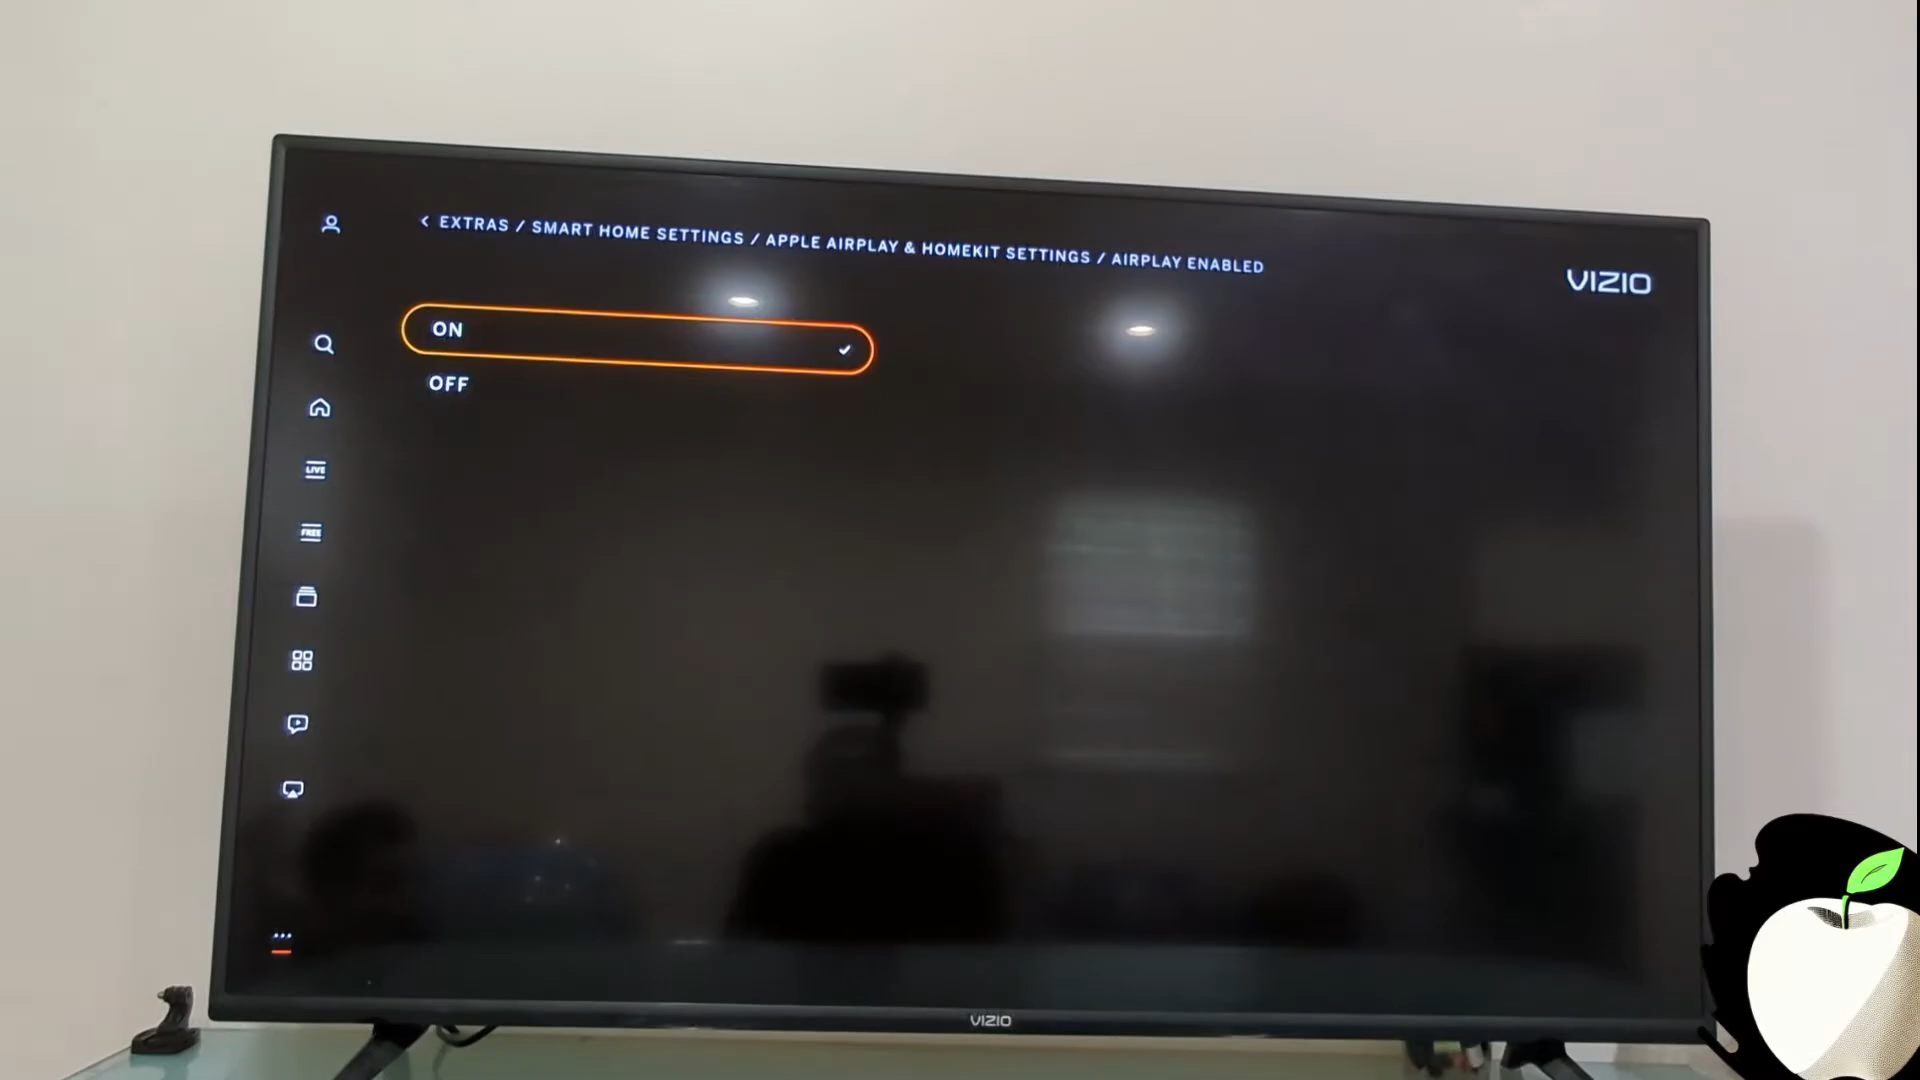 < EXTRAS / SMART HOME SETTINGS / APPLE AIRPLAY & HOMEKIT SETTINGS / AIRPLAY ENABLED
VIZIO
ON
OFF
LIVE
FREE
VIZIO